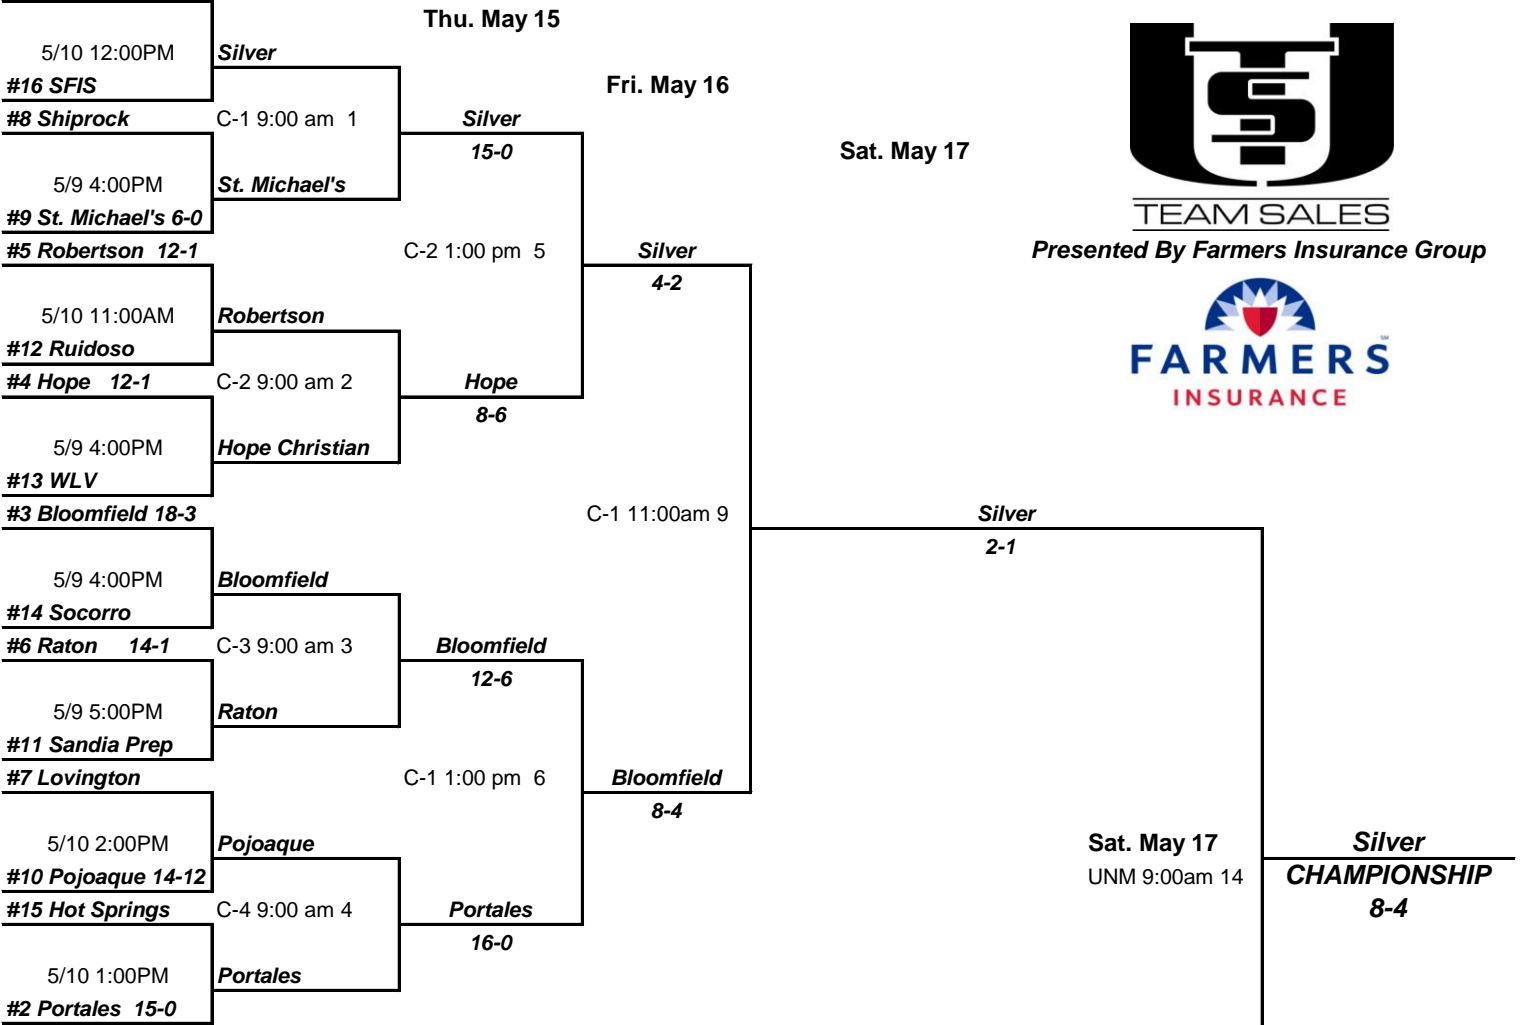 Thu. May 15
5/10 12:00PM Silver
Fri. May 16
#16 SFIS
#8 Shiprock C-1 9:00 am 1 Silver
15-0 Sat. May 17
5/9 4:00PM St. Michael's
#9 St. Michael's 6-0
TEAM SALES
#5 Robertson 12-1 C-2 1:00 pm 5 Silver
Presented By Farmers Insurance Group
4-2
5/10 11:00AM Robertson
#12 Ruidoso
FARMERS
SM
INSURANCE
#4 Hope 12-1 C-2 9:00 am 2 Hope
8-6
5/9 4:00PM Hope Christian
#13 WLV
#3 Bloomfield 18-3 C-1 11:00am 9 Silver
2-1
5/9 4:00PM Bloomfield
#14 Socorro
#6 Raton 14-1 C-3 9:00 am 3 Bloomfield
12-6
5/9 5:00PM Raton
#11 Sandia Prep
#7 Lovington C-1 1:00 pm 6 Bloomfield
8-4
5/10 2:00PM Pojoaque Sat. May 17 Silver
#10 Pojoaque 14-12 UNM 9:00am 14 CHAMPIONSHIP
#15 Hot Springs C-4 9:00 am 4 Portales 8-4
16-0
5/10 1:00PM Portales
#2 Portales 15-0